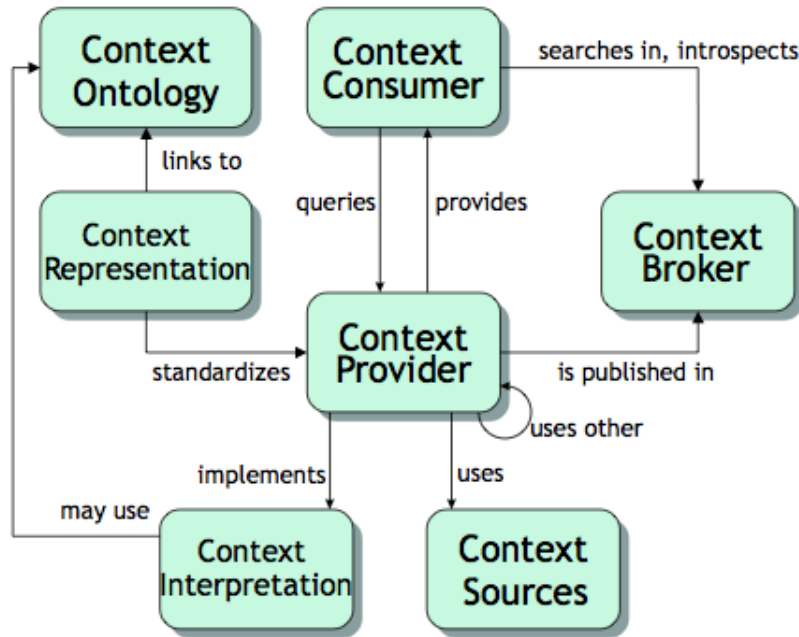 Context
Ontology
Context
Consumer
searches in, introspects
links to
queries
provides
Context
Representation
Context
Broker
Context
Provider
standardizes
is published in
uses other
implements
uses
may use
Context
Interpretation
Context
Sources